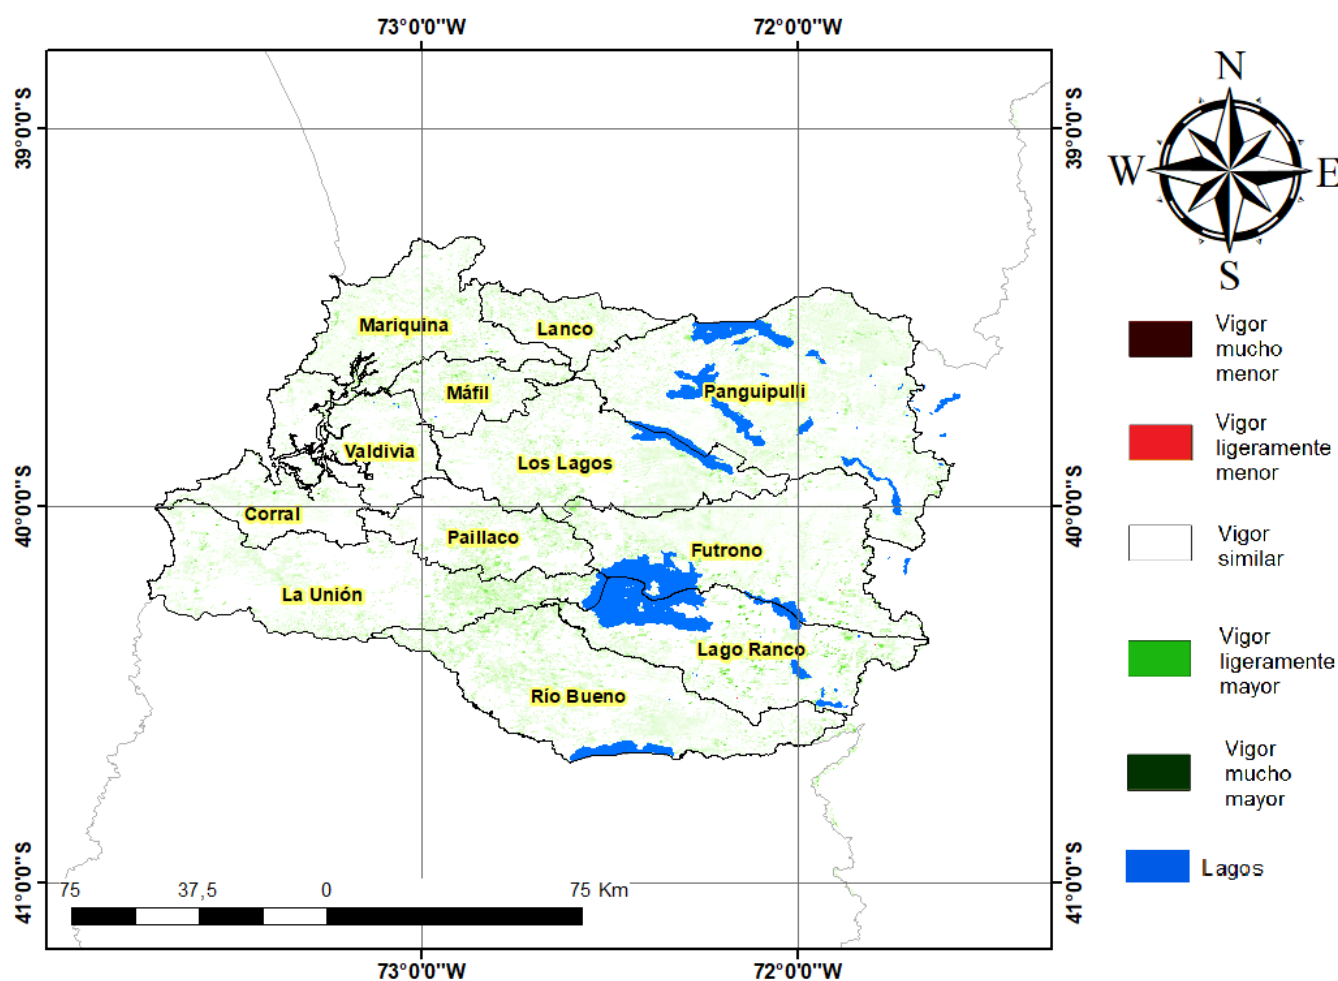 73°0'0"W
72°0'0"W
39°0'0"S
39°0'0"S
N
W
E
S
Mariquina
Lanco
Máfil
Panguipulli
Valdivia
Los Lagos
Corral
Paillaco
Futrono
La Unión
Lago Ranco
Río Bueno
40°0'0"S
40°0'0"S
41°0'0"S
41°0'0"S
75
37,5
0
75 Km
73°0'0"W
72°0'0"W
Vigor
mucho
menor
Vigor
ligeramente
menor
Vigor
similar
Vigor
ligeramente
mayor
Vigor
mucho
mayor
Lagos